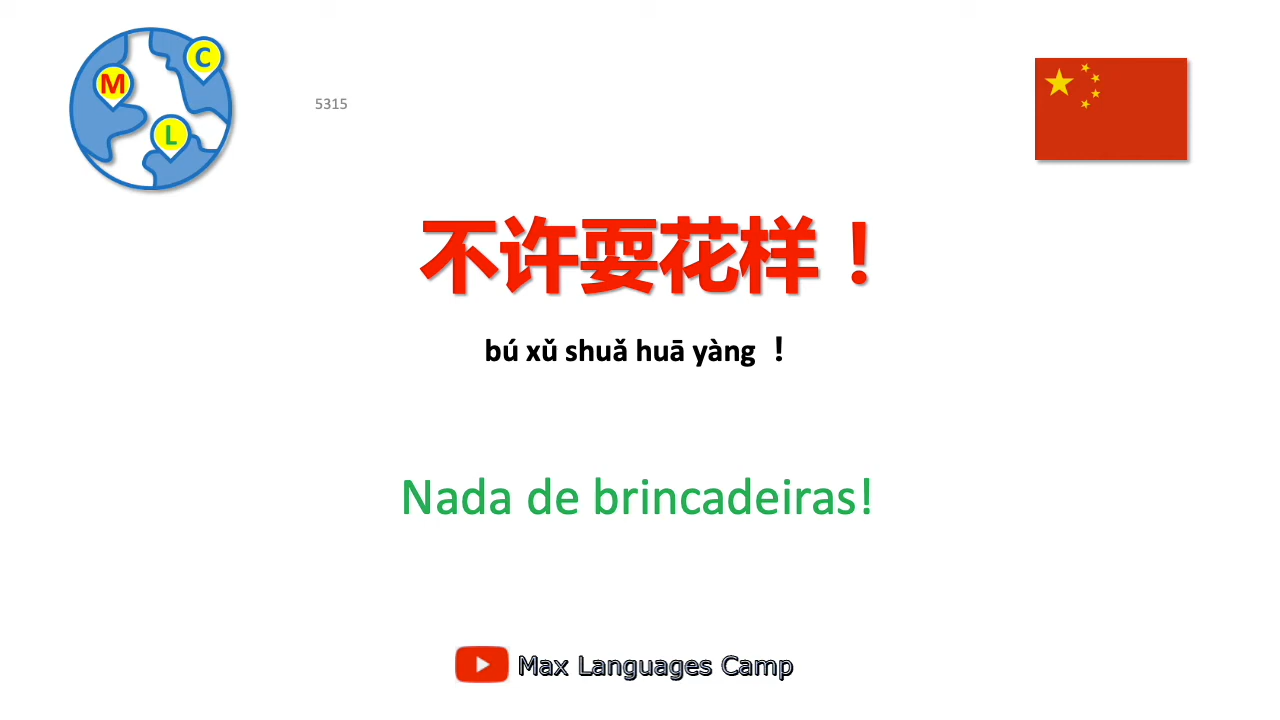 M
C
L
5315
不许耍花样！
bú xǔ shuǎ huā yàng ！
Nada de brincadeiras!
Max Languages Camp